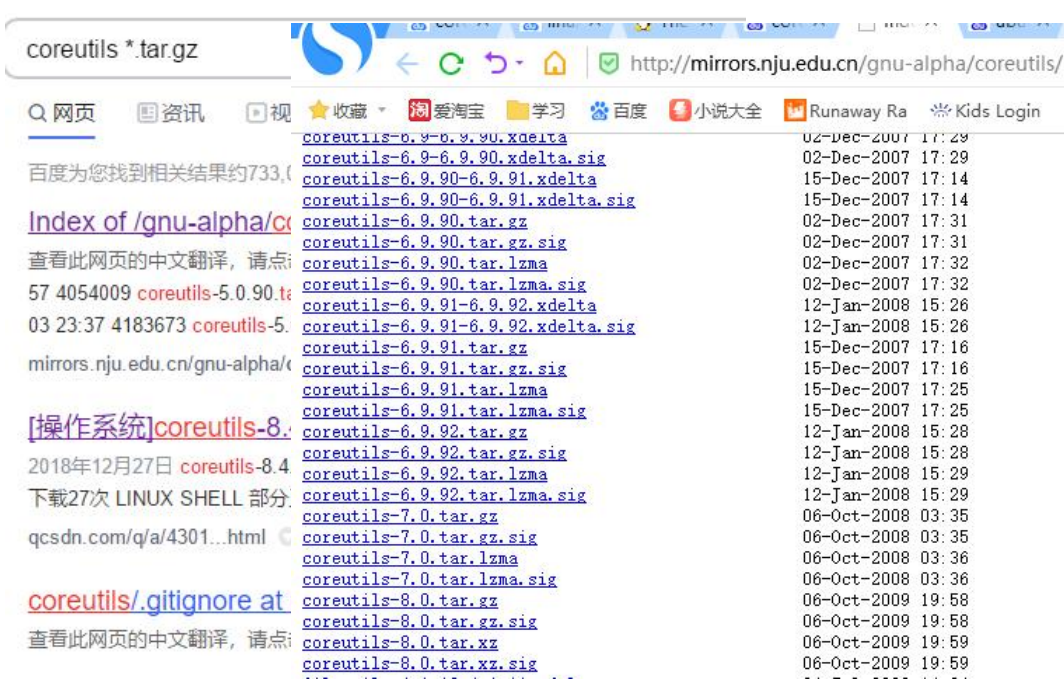 coreutils *.tar.gz
网页 资讯
百度为您找到相关结果约733,
Index of /gnu-alpha/
查看此网页的中文翻译，请点
57 4054009 coreutils-5.0.90.
03 23:37 4183673 coreutils-5.
mirrors.nju.edu.cn/gnu-alpha/
[操作系统]coreutils-8.
2018年12月27日 coreutils-8.4
下载27次 LINUX SHELL 部分
qcsdn.com/q/a/4301...html
coreutils/.gitignore at
查看此网页的中文翻译，请点
http://mirrors.nju.edu.cn/gnu-alpha/coreutils/
收藏 淘 爱淘宝 学习 百度 小说大全 Runaway Ra Kids Login
coreutils-6.9-6.9.90.xdelta 02-Dec-2007 17:29
coreutils-6.9-6.9.90.xdelta.sig 02-Dec-2007 17:29
coreutils-6.9.90-6.9.91.xdelta 15-Dec-2007 17:14
coreutils-6.9.90-6.9.91.xdelta.sig 15-Dec-2007 17:14
coreutils-6.9.90.tar.gz 02-Dec-2007 17:31
coreutils-6.9.90.tar.gz.sig 02-Dec-2007 17:31
coreutils-6.9.90.tar.lzma 02-Dec-2007 17:32
coreutils-6.9.90.tar.lzma.sig 02-Dec-2007 17:32
coreutils-6.9.91-6.9.92.xdelta 12-Jan-2008 15:26
coreutils-6.9.91-6.9.92.xdelta.sig 12-Jan-2008 15:26
coreutils-6.9.91.tar.gz 15-Dec-2007 17:16
coreutils-6.9.91.tar.gz.sig 15-Dec-2007 17:16
coreutils-6.9.91.tar.lzma 15-Dec-2007 17:25
coreutils-6.9.91.tar.lzma.sig 15-Dec-2007 17:25
coreutils-6.9.92.tar.gz 12-Jan-2008 15:28
coreutils-6.9.92.tar.gz.sig 12-Jan-2008 15:28
coreutils-6.9.92.tar.lzma 12-Jan-2008 15:29
coreutils-6.9.92.tar.lzma.sig 12-Jan-2008 15:29
coreutils-7.0.tar.gz 06-Oct-2008 03:35
coreutils-7.0.tar.gz.sig 06-Oct-2008 03:35
coreutils-7.0.tar.lzma 06-Oct-2008 03:36
coreutils-7.0.tar.lzma.sig 06-Oct-2008 03:36
coreutils-8.0.tar.gz 06-Oct-2009 19:58
coreutils-8.0.tar.gz.sig 06-Oct-2009 19:58
coreutils-8.0.tar.xz 06-Oct-2009 19:59
coreutils-8.0.tar.xz.sig 06-Oct-2009 19:59